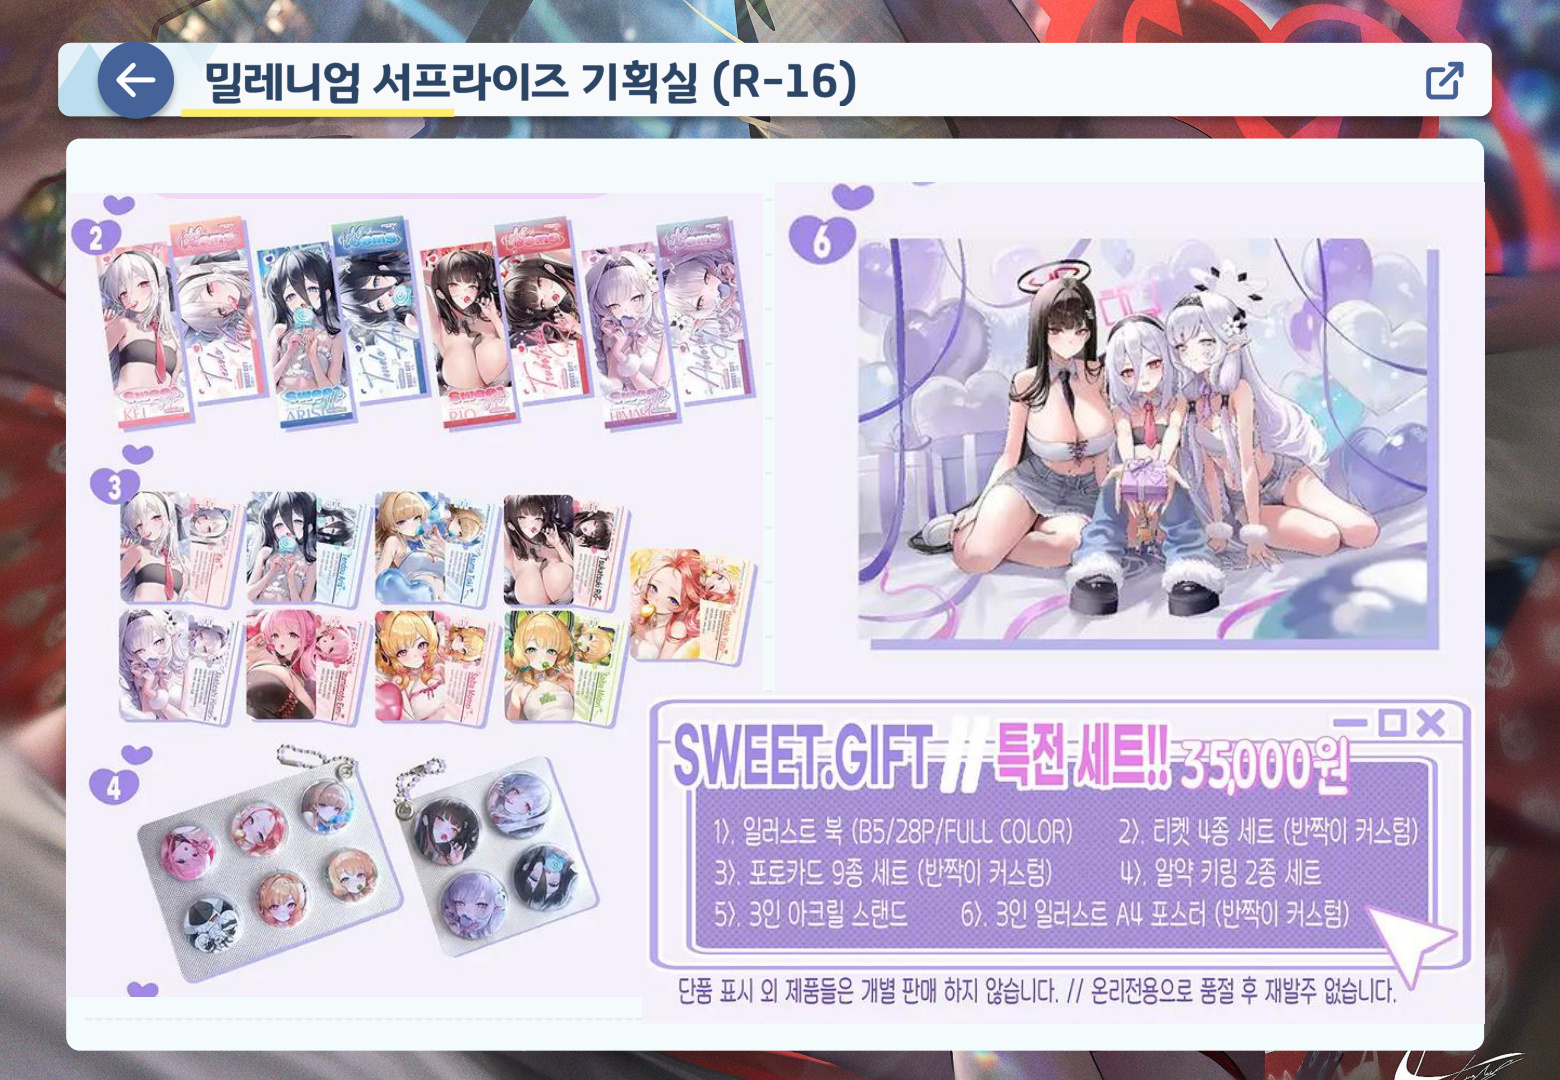 밀레니엄 서프라이즈 기획실 (R-16)
2
KEI
ARIS
RIO
HIMARI
3
4
6
SWEET.GIFT // 특전 세트!! 35,000원
1). 일러스트 북 (B5/28P/FULL COLOR) 2). 티켓 4종 세트 (반짝이 커스텀)
3). 포토카드 9종 세트 (반짝이 커스텀) 4). 알약 키링 2종 세트
5). 3인 아크릴 스탠드 6). 3인 일러스트 A4 포스터 (반짝이 커스텀)
단품 표시 외 제품들은 개별 판매 하지 않습니다. // 온리전용으로 품절 후 재발주 없습니다.